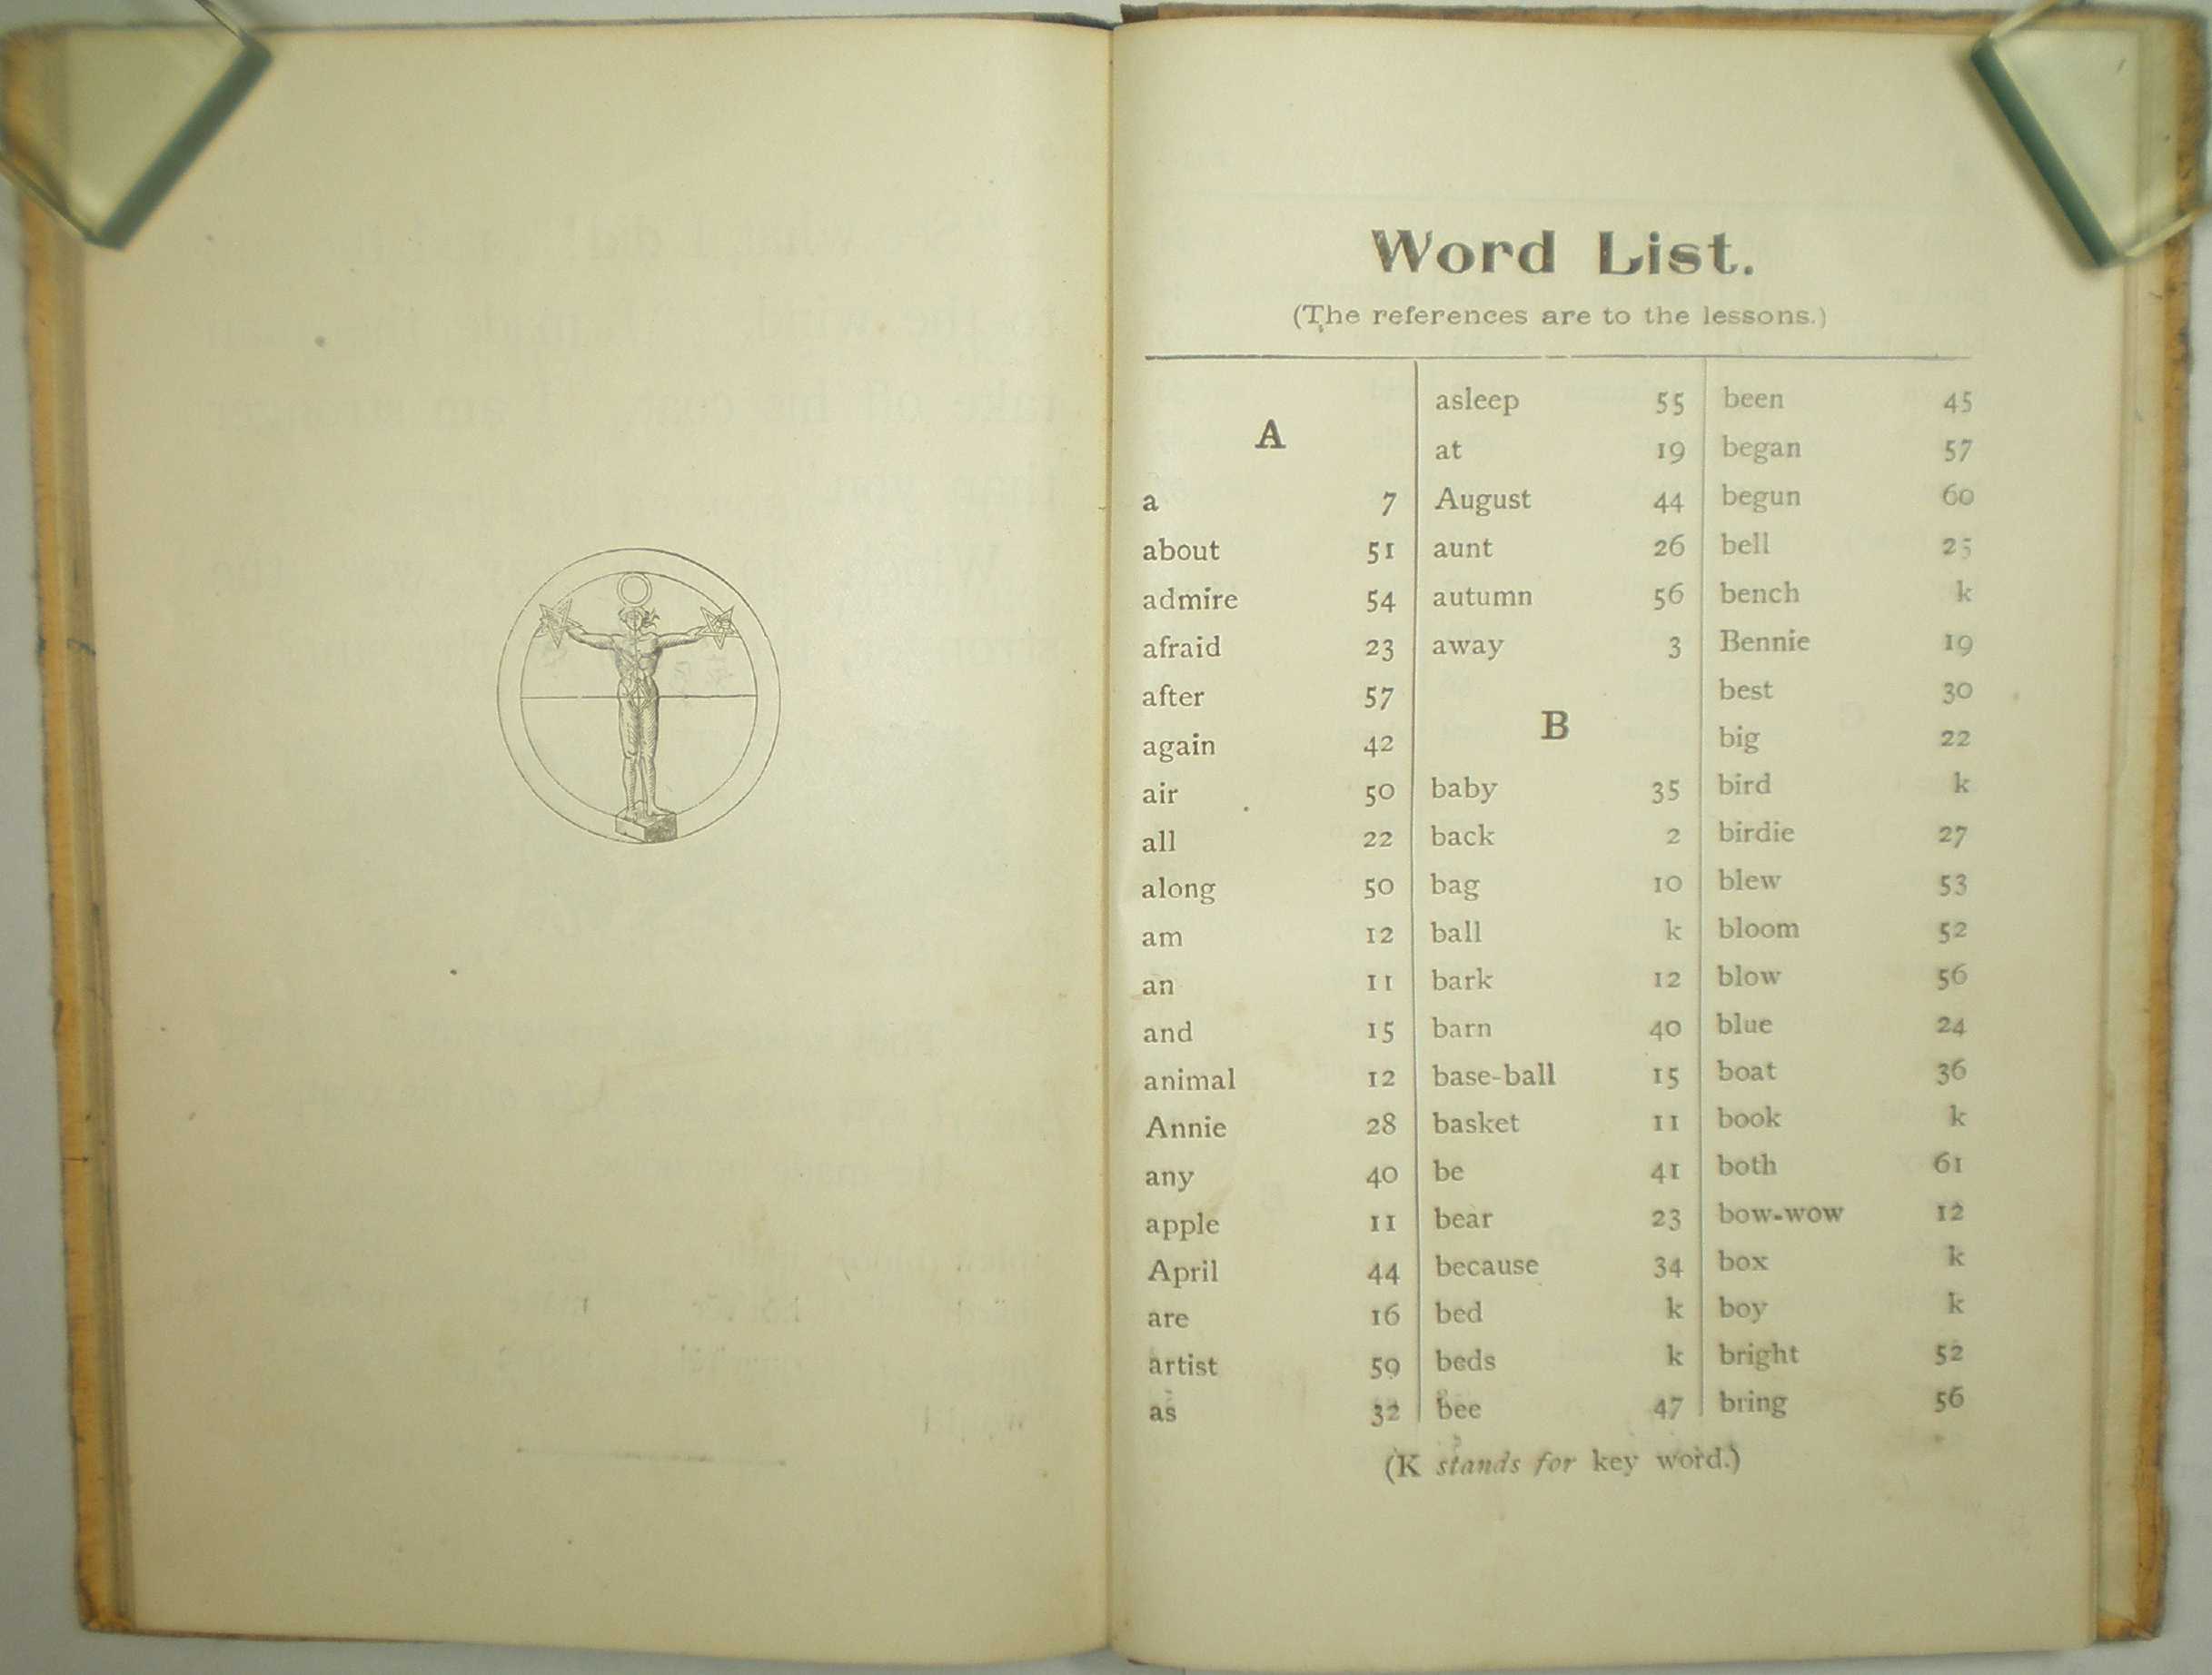 Word List.
(The references are to the lessons.)
A
a 7
about 51
admire 54
afraid 23
after 57
again 42
air 50
all 22
along 50
am 12
an 11
and 15
animal 12
Annie 28
any 40
apple 11
April 44
are 16
artist 59
as 32
asleep 55
at 19
August 44
aunt 26
autumn 56
away 3
B
baby 35
back 2
bag 10
ball k
bark 12
barn 40
base-ball 15
basket 11
be 41
bear 23
because 34
bed k
beds k
bee 47
been 45
began 57
begun 60
bell 25
bench k
Bennie 19
best 30
big 22
bird k
birdie 27
blew 53
bloom 52
blow 56
blue 24
boat 36
book k
both 61
bow-wow 12
box k
boy k
bright 52
bring 56
(K stands for key word.)